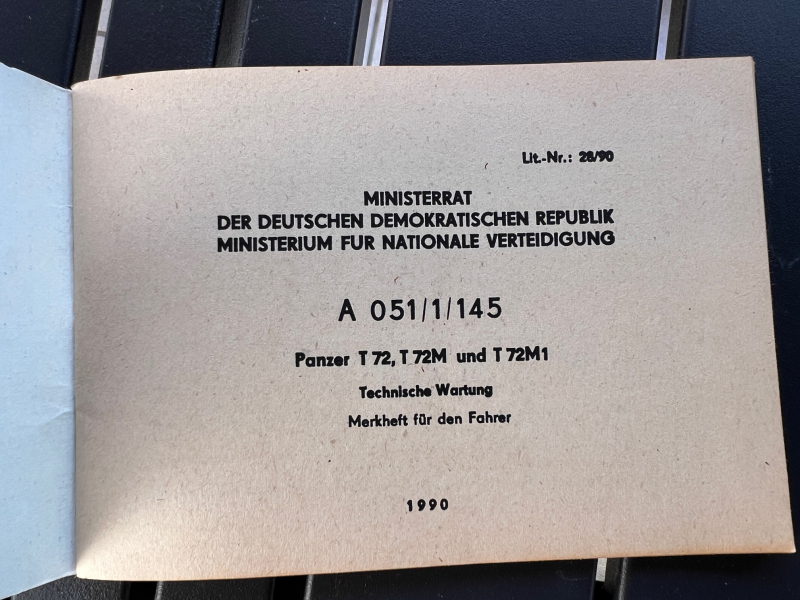 Lit.-Nr.: 28/90
MINISTERRAT
DER DEUTSCHEN DEMOKRATISCHEN REPUBLIK
MINISTERIUM FUR NATIONALE VERTEIDIGUNG
A 051/1/145
Panzer T 72, T 72M und T 72M1
Technische Wartung
Merkheft für den Fahrer
1990